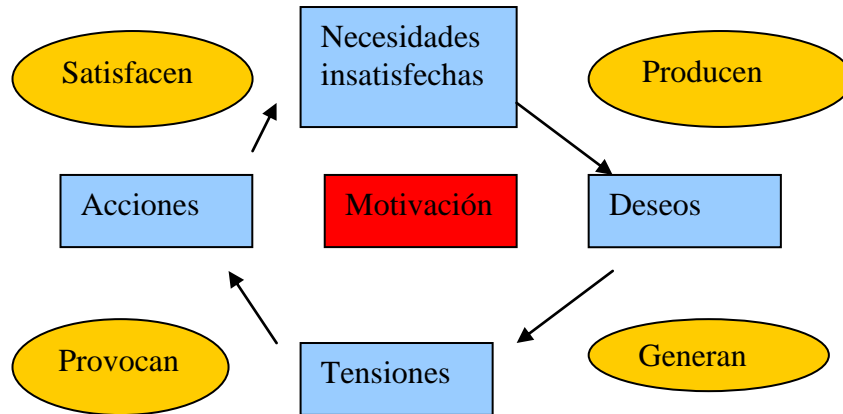 Necesidades
insatisfechas
Satisfacen
Producen
Acciones
Motivación
Deseos
Provocan
Tensiones
Generan